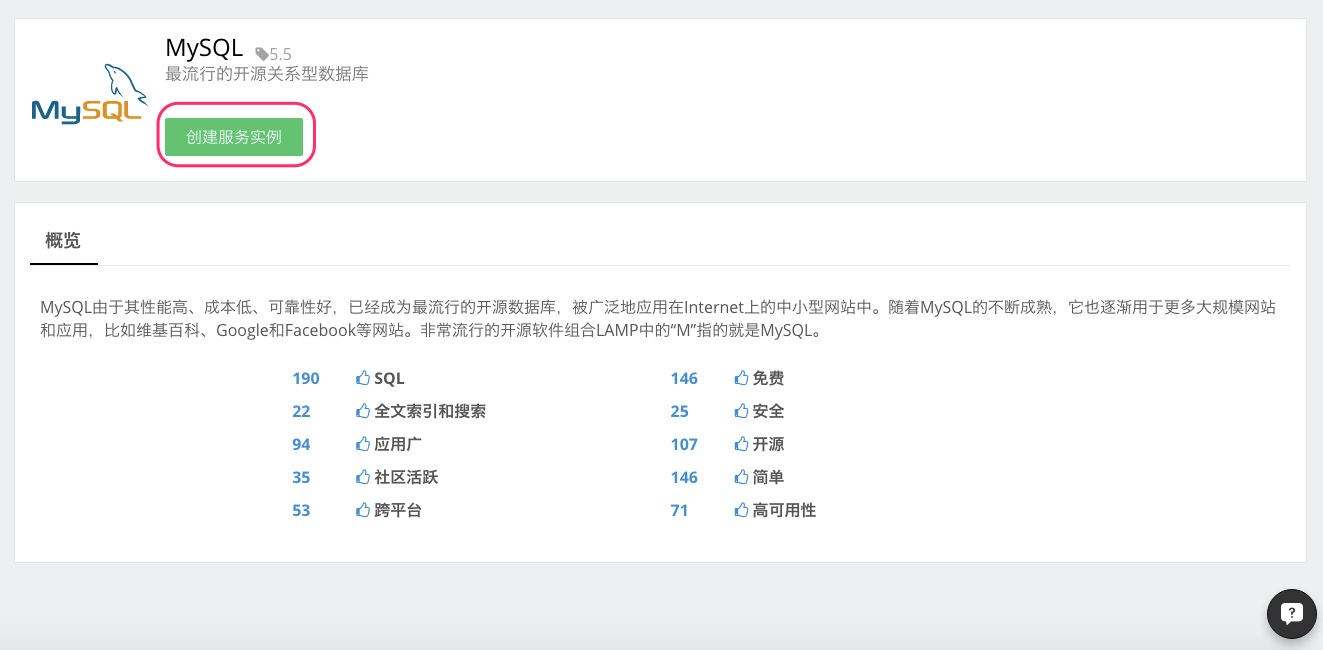 MySQL 5.5
最流行的开源关系型数据库
MySQL
创建服务实例
概览
MySQL由于其性能高、成本低、可靠性好，已经成为最流行的开源数据库，被广泛地应用在Internet上的中小型网站中。随着MySQL的不断成熟，它也逐渐用于更多大规模网站
和应用，比如维基百科、Google和Facebook等网站。非常流行的开源软件组合LAMP中的“M”指的就是MySQL。
190 SQL 146 免费
22 全文索引和搜索 25 安全
94 应用广 107 开源
35 社区活跃 146 简单
53 跨平台 71 高可用性
?